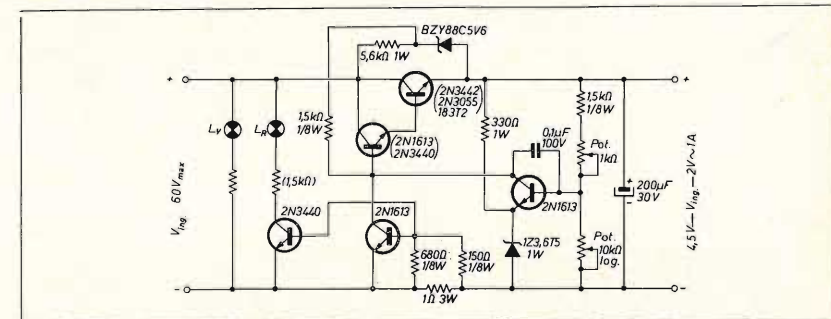 BZY88C5V6
5,6kΩ 1W
+
+
(2N3442
2N3055
183T2)
1,5kΩ
1/8W
330Ω
1W
1,5kΩ
1/8W
0,1µF
100V
Lv
LR
(2N1613
2N3440)
Pot.
1kΩ
(1,5kΩ)
2N1613
200µF
30V
Ving. 60Vmax
4,5V—Ving.—2V~1A
2N3440
2N1613
1Z3,6T5
1W
Pot.
10kΩ
log.
680Ω
1/8W
150Ω
1/8W
-
1Ω 3W
-